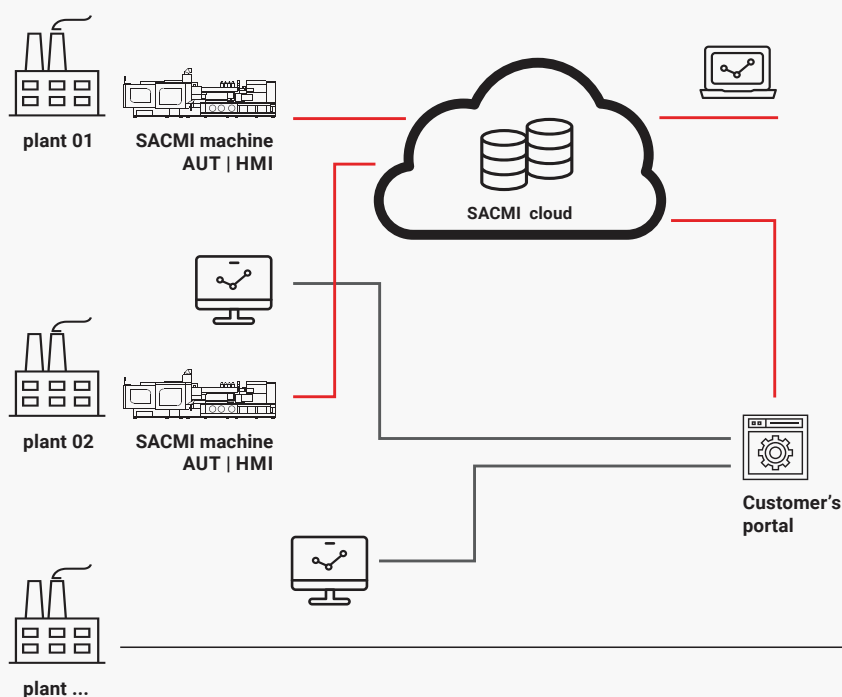 plant 01
SACMI machine
AUT | HMI
SACMI cloud
plant 02
SACMI machine
AUT | HMI
Customer's
portal
plant ...